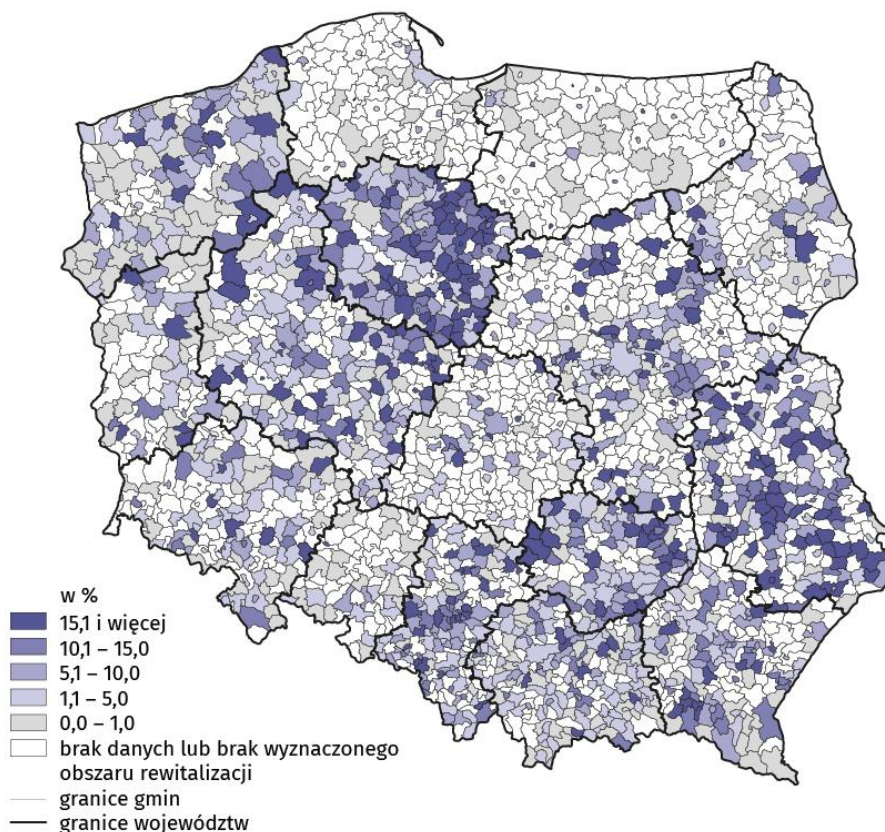 w %
15,1 i więcej
10,1 – 15,0
5,1 – 10,0
1,1 – 5,0
0,0 – 1,0
brak danych lub brak wyznaczonego
obszaru rewitalizacji
granice gmin
granice województw